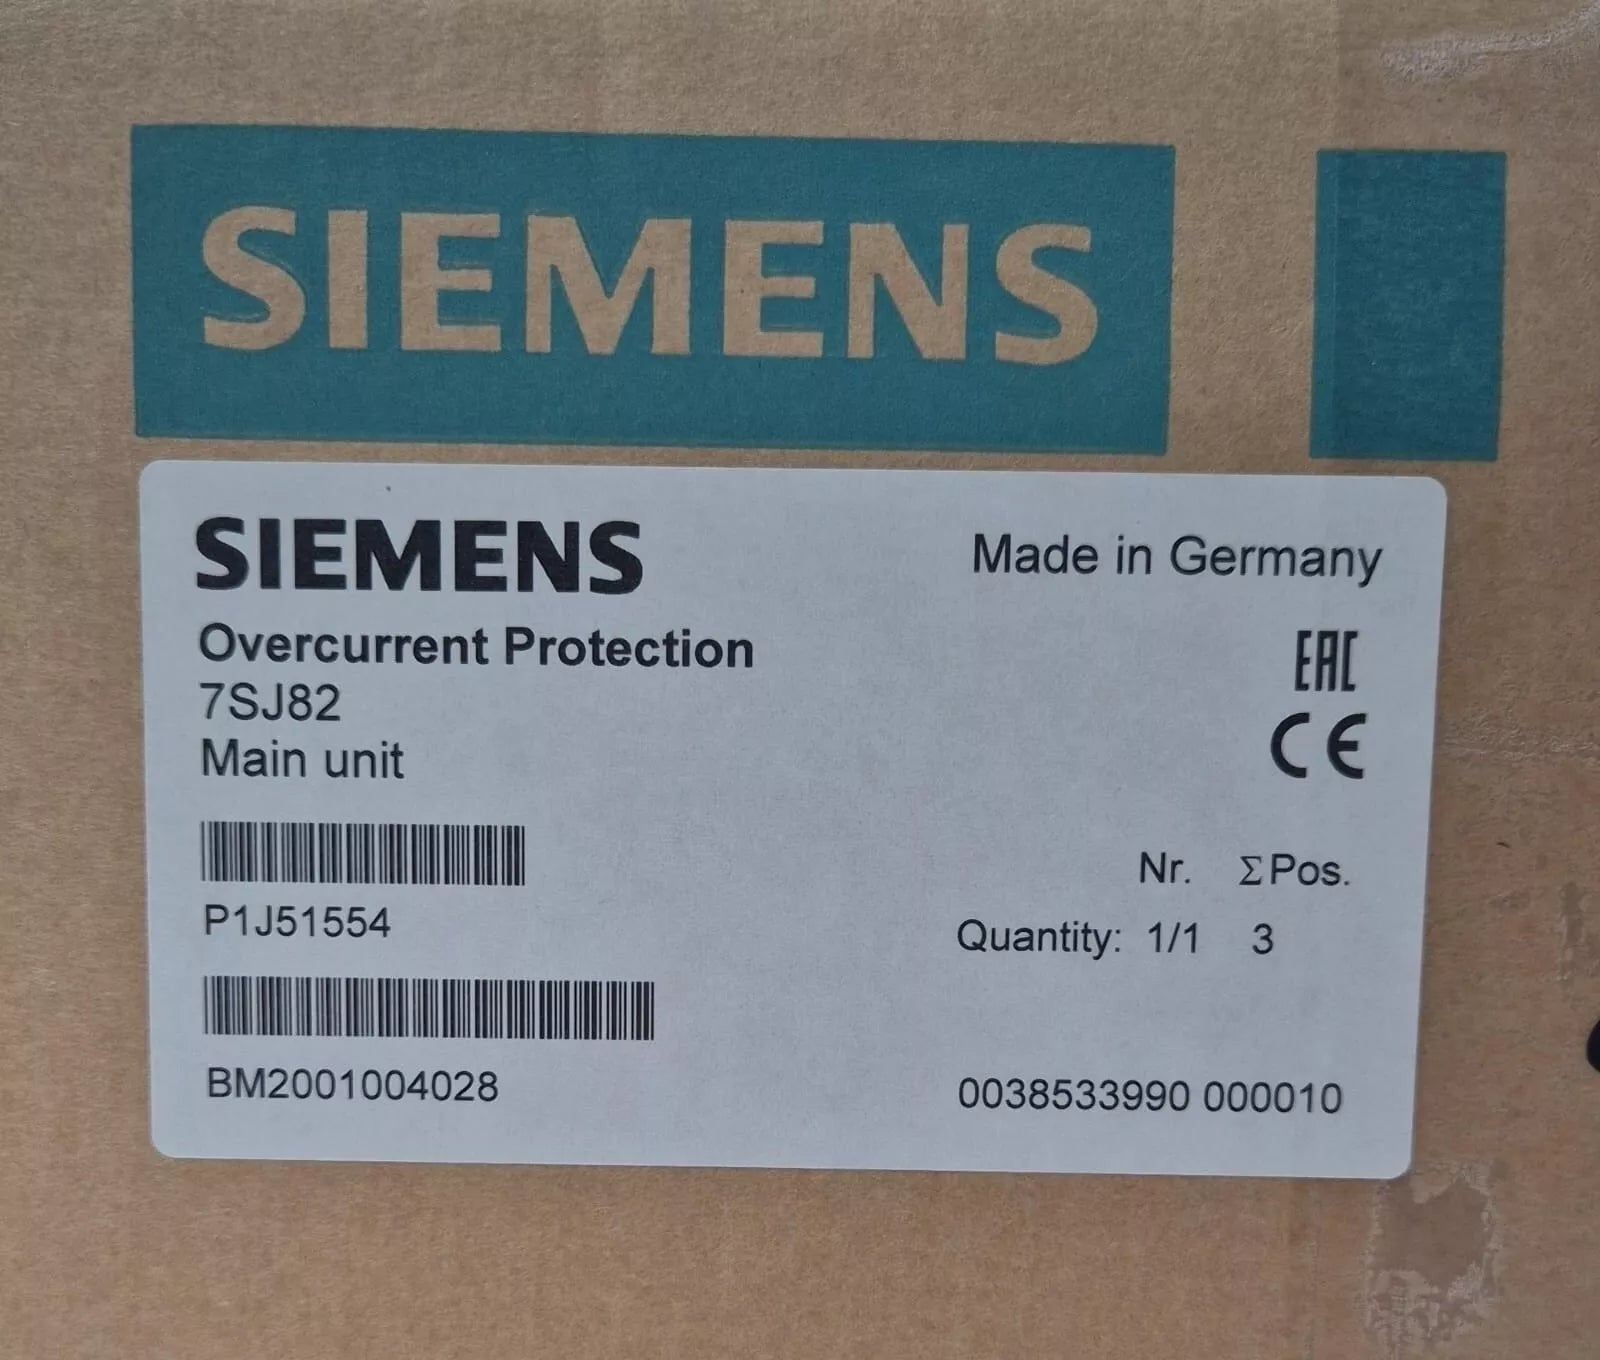 SIEMENS
SIEMENS
Made in Germany
Overcurrent Protection
7SJ82
Main unit
EAC
CE
P1J51554
Nr. ΣPos.
Quantity: 1/1 3
BM2001004028
0038533990 000010